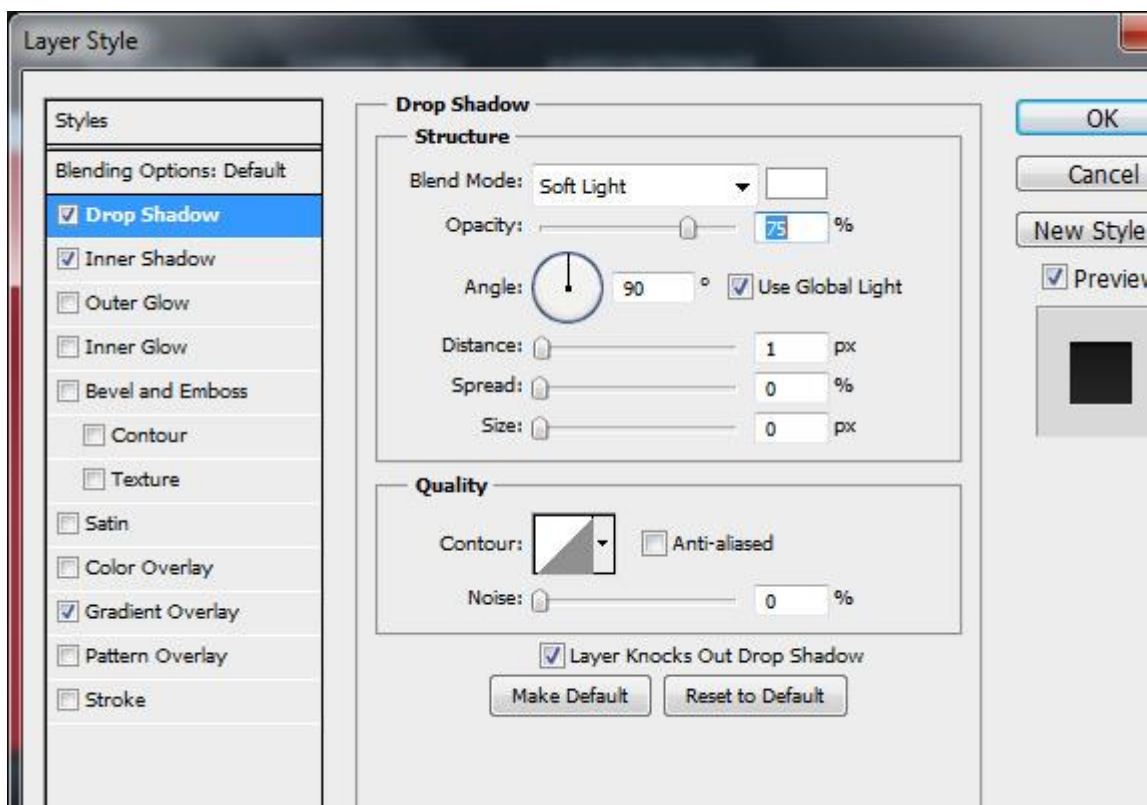 Layer Style
Styles
Blending Options: Default
Drop Shadow
Inner Shadow
Outer Glow
Inner Glow
Bevel and Emboss
Contour
Texture
Satin
Color Overlay
Gradient Overlay
Pattern Overlay
Stroke
Drop Shadow
Structure
Blend Mode: Soft Light
Opacity: 75 %
Angle: 90 ° Use Global Light
Distance: 1 px
Spread: 0 %
Size: 0 px
Quality
Contour: Anti-aliased
Noise: 0 %
Layer Knocks Out Drop Shadow
Make Default Reset to Default
OK
Cancel
New Style
Preview